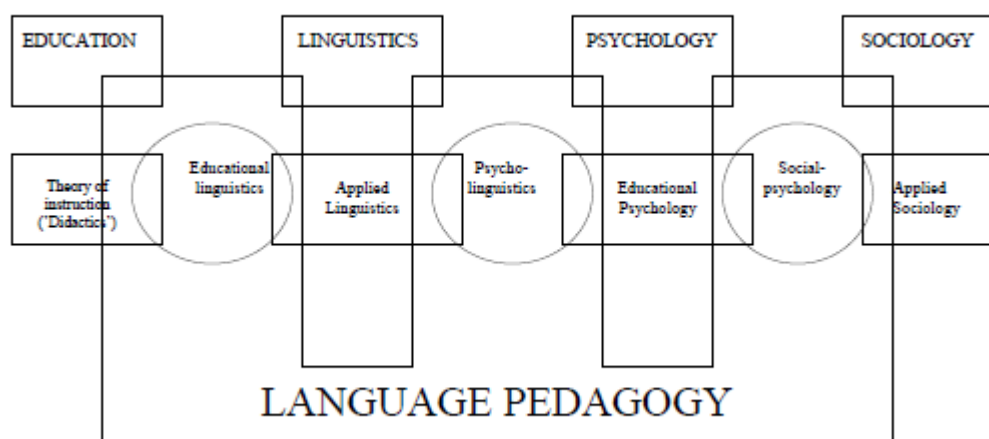 EDUCATION
LINGUISTICS
PSYCHOLOGY
SOCIOLOGY
Theory of
instruction
('Didactics')
Educational
linguistics
Applied
Linguistics
Psycho-
linguistics
Educational
Psychology
Social-
psychology
Applied
Sociology
LANGUAGE PEDAGOGY